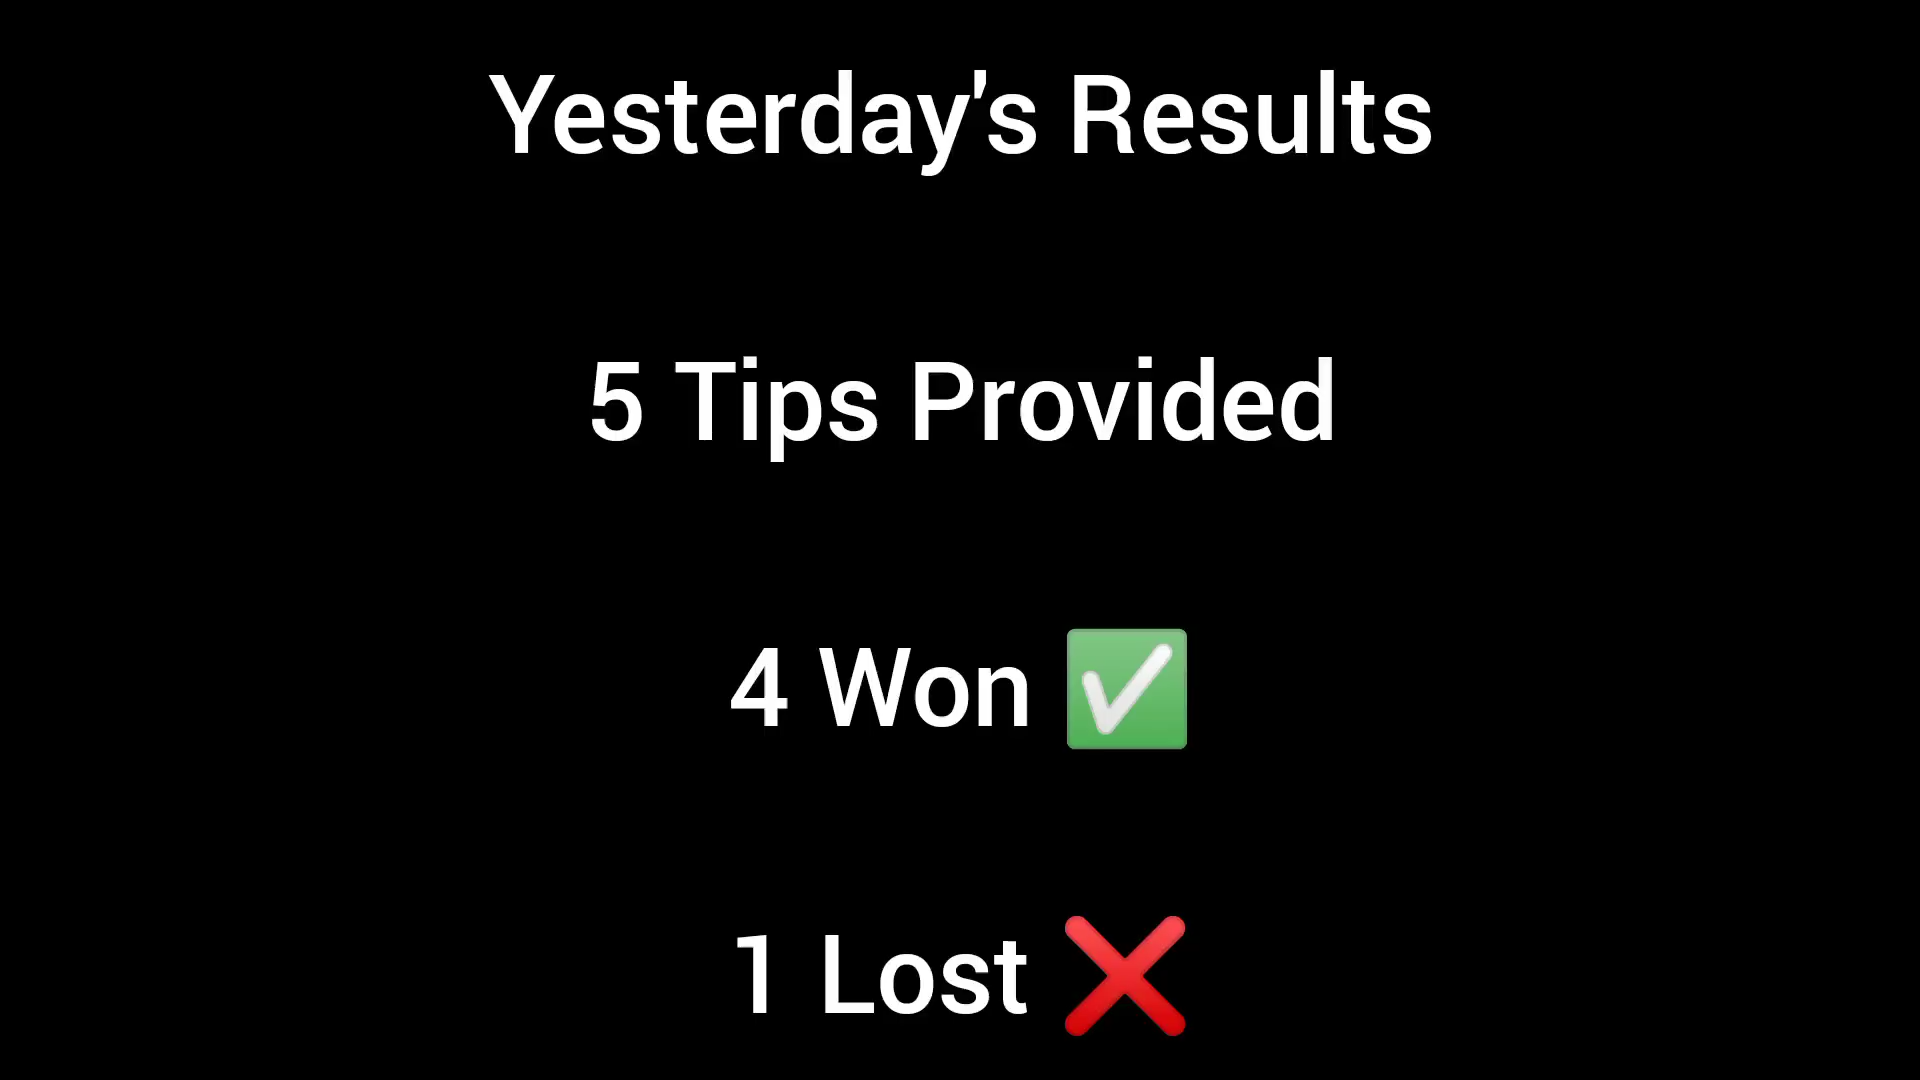 Yesterday's Results
5 Tips Provided
4 Won ✅
1 Lost ❌